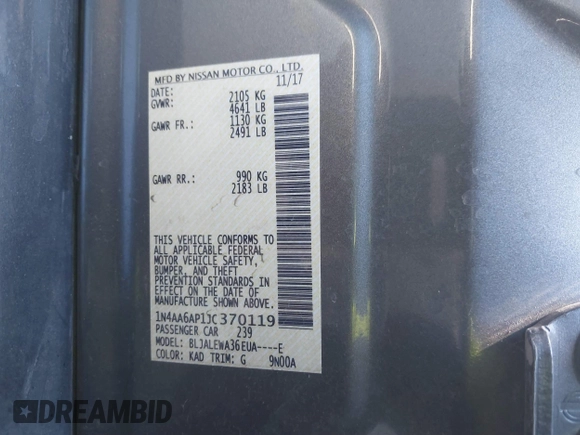 MFD BY NISSAN MOTOR CO., LTD.
DATE: 11/17
GVWR: 2105 KG
4641 LB
GAWR FR.: 1130 KG
2491 LB
GAWR RR.: 990 KG
2183 LB
THIS VEHICLE CONFORMS TO
ALL APPLICABLE FEDERAL
MOTOR VEHICLE SAFETY,
BUMPER, AND THEFT
PREVENTION STANDARDS IN
EFFECT ON THE DATE OF
MANUFACTURE SHOWN ABOVE.
1N4AA6AP1JC370119
PASSENGER CAR 239
MODEL: BLJALEWA36EUA----E
COLOR: KAD TRIM: G 9N00A
DREAMBID